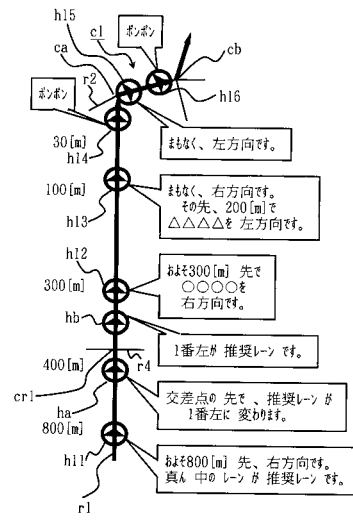 h15
c1
ca
ポンポン
cb
r2
h16
ポンポン
30[m]
h14
まもなく、左方向です。
100[m]
h13
まもなく、右方向です。
その先、200[m]で
△△△△を 左方向です。
h12
300[m]
およそ300[m] 先で
○○○○を
右方向です。
hb
1番左が 推奨レーン です。
400[m]
r4
cr1
ha
交差点の 先で 、推奨レーン が
1番左に 変わります。
800[m]
h11
およそ800[m] 先、右方向です。
真ん 中の レーン が 推奨レーン です。
r1